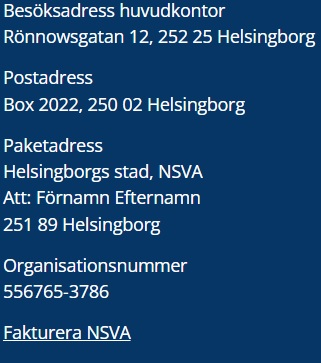 Besöksadress huvudkontor
Rönnowsgatan 12, 252 25 Helsingborg
Postadress
Box 2022, 250 02 Helsingborg
Paketadress
Helsingborgs stad, NSVA
Att: Förnamn Efternamn
251 89 Helsingborg
Organisationsnummer
556765-3786
Fakturera NSVA